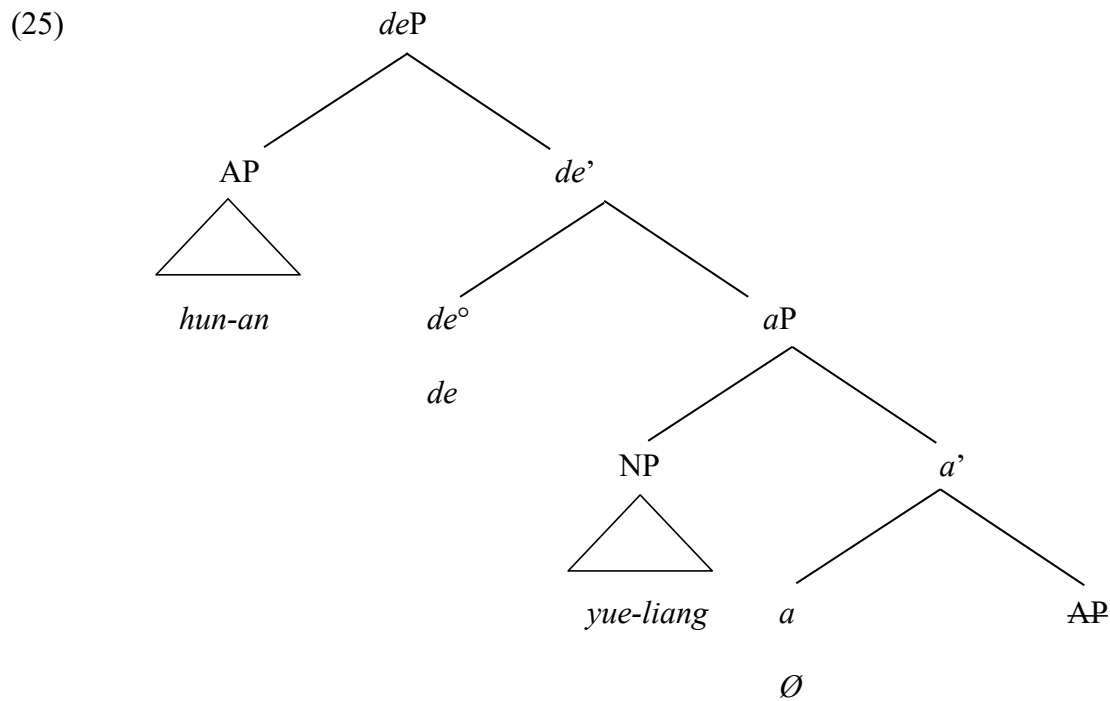 (25) deP
AP de’
hun-an de° aP
de
NP a’
yue-liang a AP
Ø